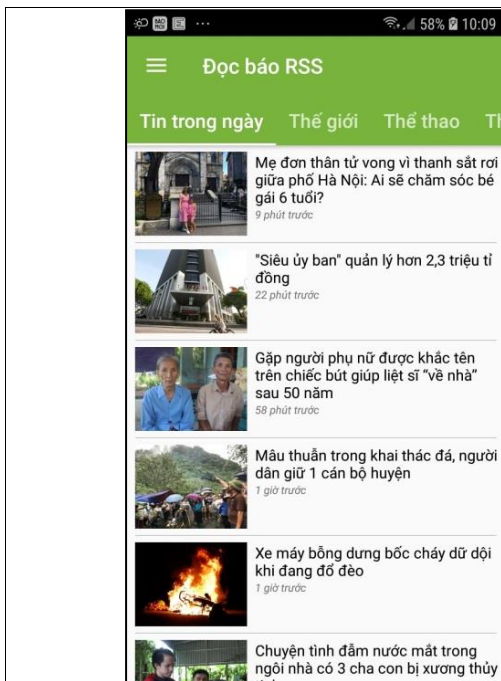 58% 10:09
Đọc báo RSS
Tin trong ngày Thế giới Thể thao Th
Mẹ đơn thân tử vong vì thanh sắt rơi
giữa phố Hà Nội: Ai sẽ chăm sóc bé
gái 6 tuổi?
9 phút trước
"Siêu ủy ban" quản lý hơn 2,3 triệu tỉ
đồng
22 phút trước
Gặp người phụ nữ được khắc tên
trên chiếc bút giúp liệt sĩ “về nhà”
sau 50 năm
58 phút trước
Mâu thuẫn trong khai thác đá, người
dân giữ 1 cán bộ huyện
1 giờ trước
Xe máy bỗng dưng bốc cháy dữ dội
khi đang đổ đèo
1 giờ trước
Chuyện tình đẫm nước mắt trong
ngôi nhà có 3 cha con bị xương thủy